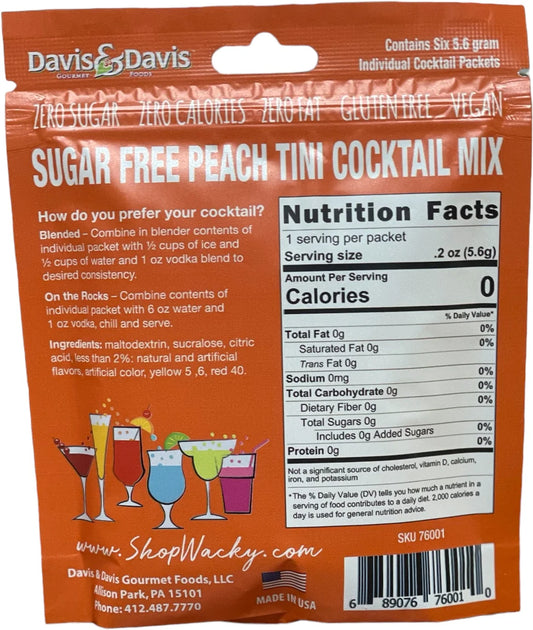 Davis & Davis
GOURMET FOODS
Contains Six 5.6 gram
Individual Cocktail Packets
ZERO SUGAR ZERO CALORIES ZERO FAT GLUTEN FREE VEGAN
SUGAR FREE PEACH TINI COCKTAIL MIX
How do you prefer your cocktail?
Blended – Combine in blender contents of
individual packet with ½ cups of ice and
½ cups of water and 1 oz vodka blend to
desired consistency.
On the Rocks – Combine contents of
individual packet with 6 oz water and
1 oz vodka, chill and serve.
Ingredients: maltodextrin, sucralose, citric
acid, less than 2%: natural and artificial
flavors, artificial color, yellow 5 ,6, red 40.
Nutrition Facts
1 serving per packet
Serving size .2 oz (5.6g)
Amount Per Serving
Calories 0
% Daily Value*
Total Fat 0g 0%
Saturated Fat 0g 0%
Trans Fat 0g
Sodium 0mg 0%
Total Carbohydrate 0g 0%
Dietary Fiber 0g 0%
Total Sugars 0g
Includes 0g Added Sugars 0%
Protein 0g 0%
Not a significant source of cholesterol, vitamin D, calcium,
iron, and potassium
*The % Daily Value (DV) tells you how much a nutrient in a
serving of food contributes to a daily diet. 2,000 calories a
day is used for general nutrition advice.
www.ShopWacky.com
Davis & Davis Gourmet Foods, LLC
Allison Park, PA 15101
Phone: 412.487.7770
MADE IN USA
SKU 76001
6 89076 76001 0